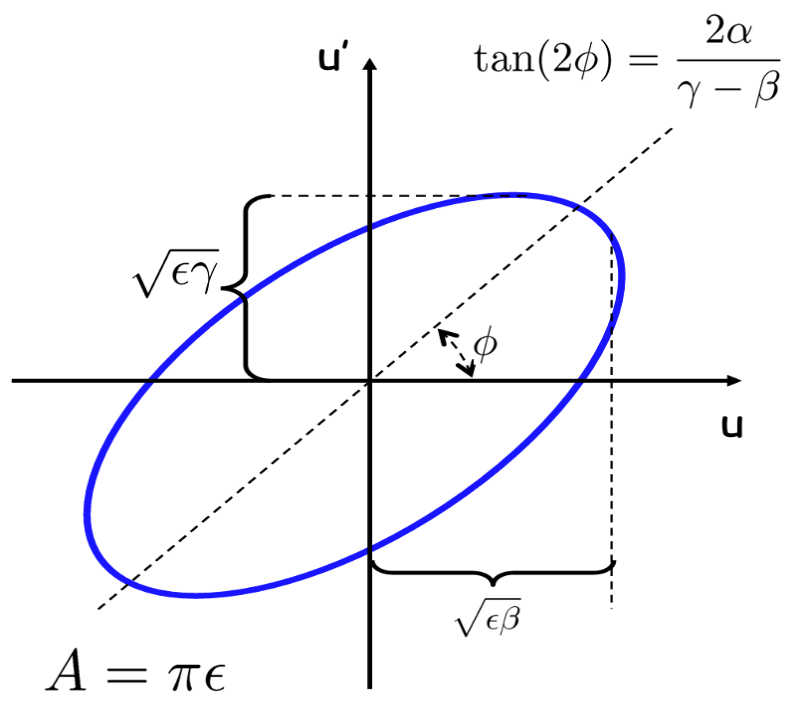 u′
tan(2ϕ) = 2α / (γ − β)
√ϵγ
ϕ
u
√ϵβ
A = πϵ